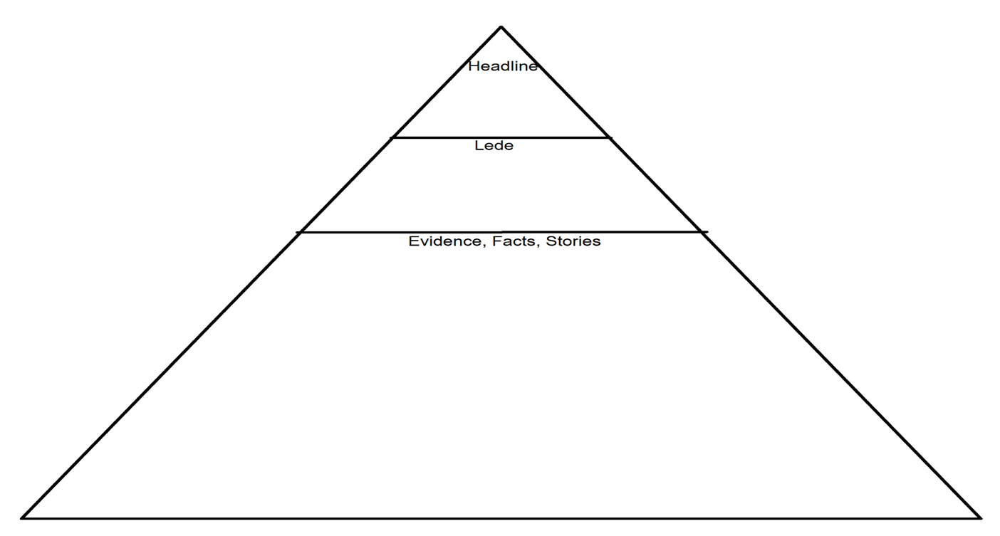 Headline
Lede
Evidence, Facts, Stories